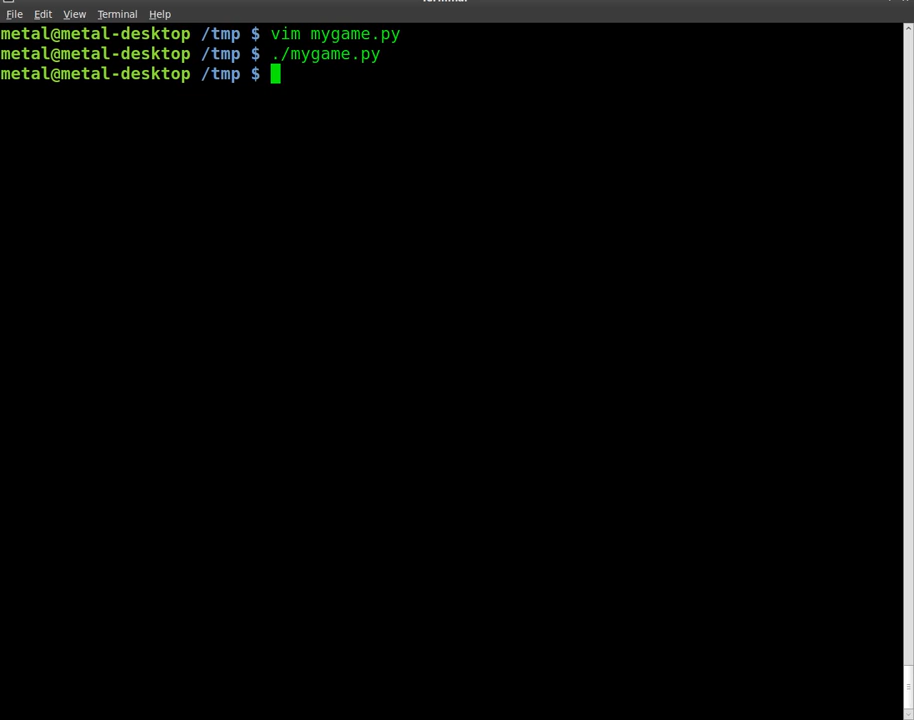 Terminal
File Edit View Terminal Help
metal@metal-desktop /tmp $ vim mygame.py
metal@metal-desktop /tmp $ ./mygame.py
metal@metal-desktop /tmp $